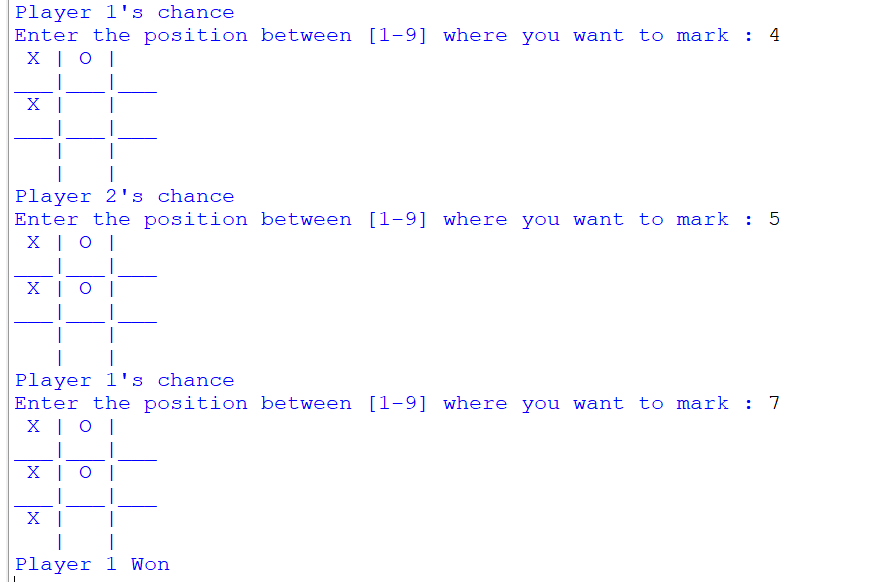 Player 1's chance
Enter the position between [1-9] where you want to mark : 4
 X | O |
___|___|___
 X |   |
___|___|___
   |   |
   |   |
Player 2's chance
Enter the position between [1-9] where you want to mark : 5
 X | O |
___|___|___
 X | O |
___|___|___
   |   |
   |   |
Player 1's chance
Enter the position between [1-9] where you want to mark : 7
 X | O |
___|___|___
 X | O |
___|___|___
 X |   |
   |   |
Player 1 Won